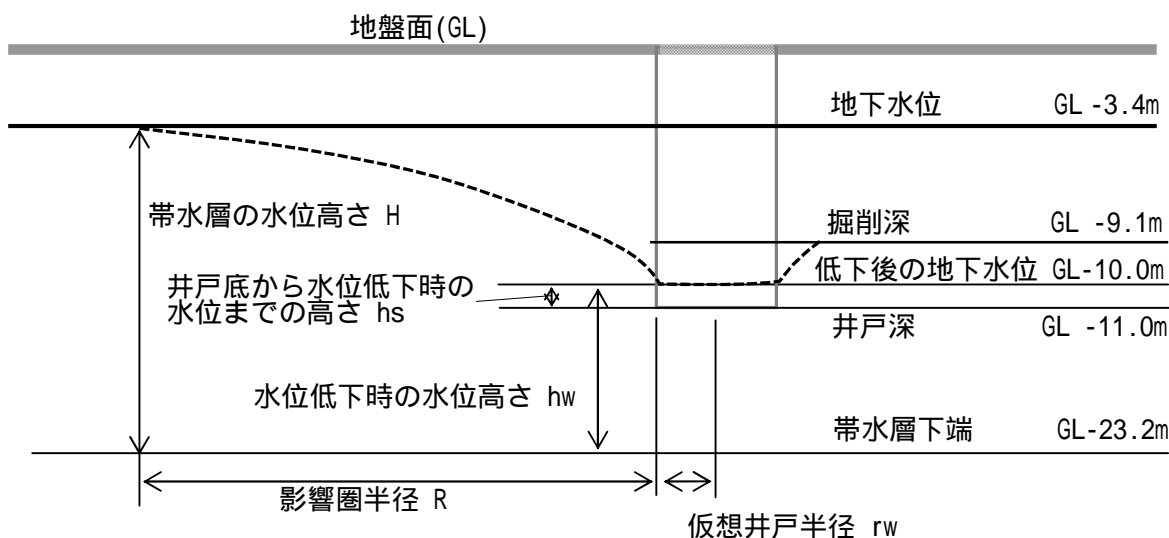 地盤面(GL)
地下水位 GL -3.4m
帯水層の水位高さ H
掘削深 GL -9.1m
低下後の地下水位 GL-10.0m
井戸底から水位低下時の
水位までの高さ hs
井戸深 GL -11.0m
水位低下時の水位高さ hw
帯水層下端 GL-23.2m
影響圏半径 R
仮想井戸半径 rw